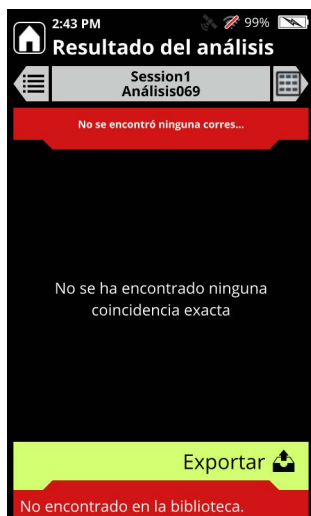 2:43 PM 99%
Resultado del análisis
Session1
Análisis069
No se encontró ninguna corres...
No se ha encontrado ninguna
coincidencia exacta
Exportar
No encontrado en la biblioteca.